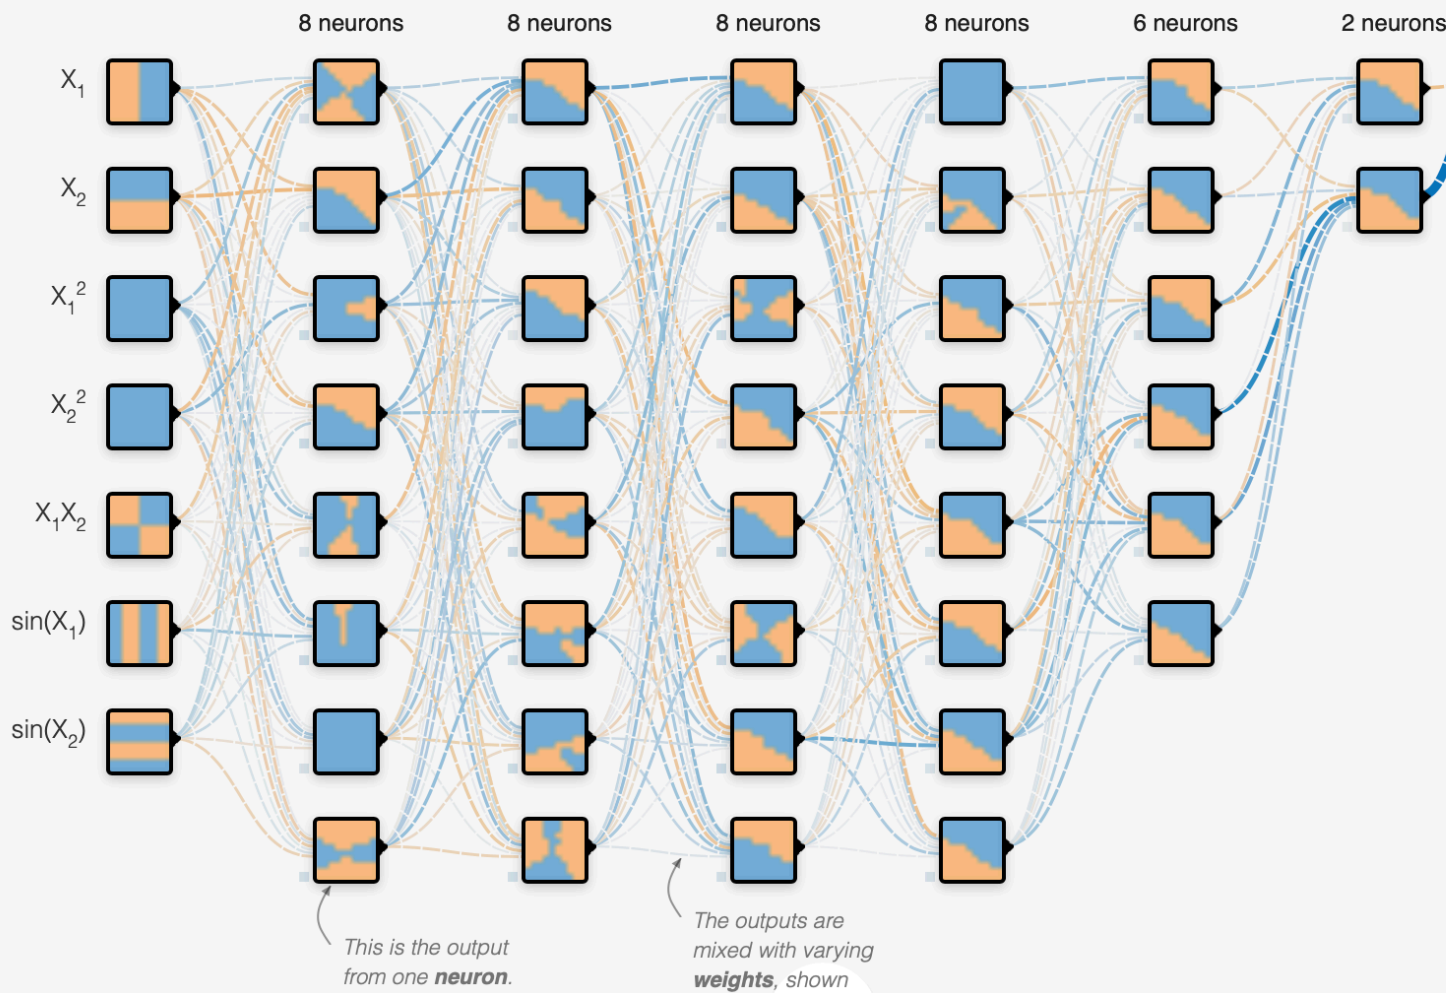 8 neurons 8 neurons 8 neurons 8 neurons 6 neurons 2 neurons
X1
X2
X1²
X2²
X1X2
sin(X1)
sin(X2)
This is the output
from one neuron.
The outputs are
mixed with varying
weights, shown